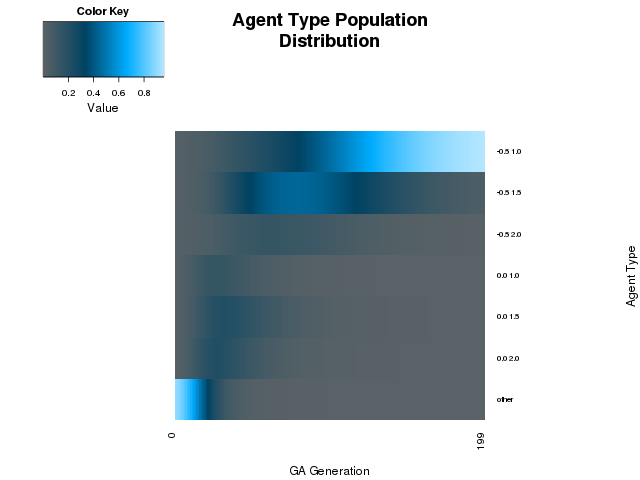 Color Key
0.2 0.4 0.6 0.8
Value
Agent Type Population
Distribution
-0.5 1.0
-0.5 1.5
-0.5 2.0
0.0 1.0
0.0 1.5
0.0 2.0
other
Agent Type
0 199
GA Generation